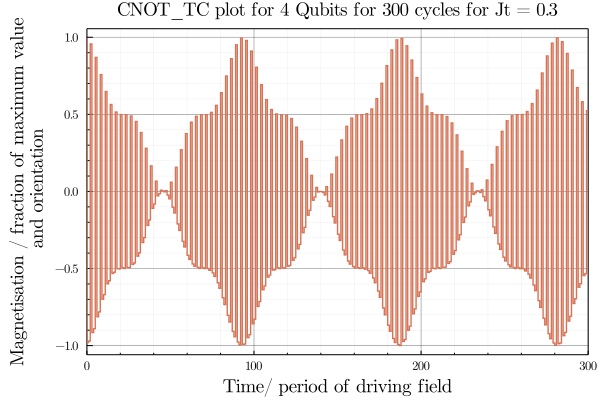 CNOT_TC plot for 4 Qubits for 300 cycles for Jt = 0.3
Magnetisation / fraction of maximum value
and orientation
1.0
0.5
0.0
−0.5
−1.0
0
100
200
300
Time/ period of driving field